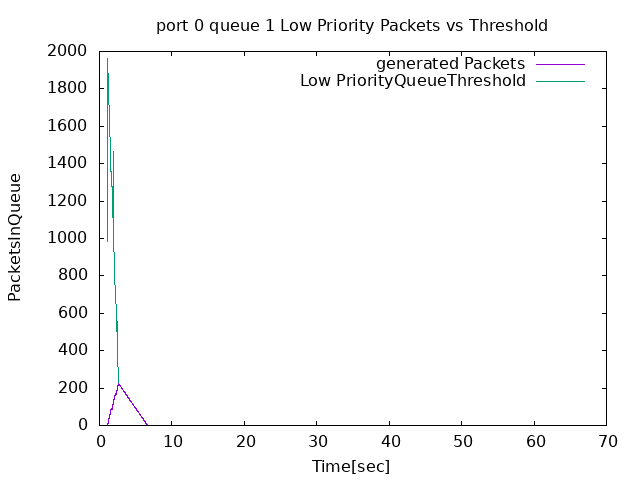 port 0 queue 1 Low Priority Packets vs Threshold
generated Packets
Low PriorityQueueThreshold
2000
1800
1600
1400
1200
1000
800
600
400
200
0
PacketsInQueue
0 10 20 30 40 50 60 70
Time[sec]